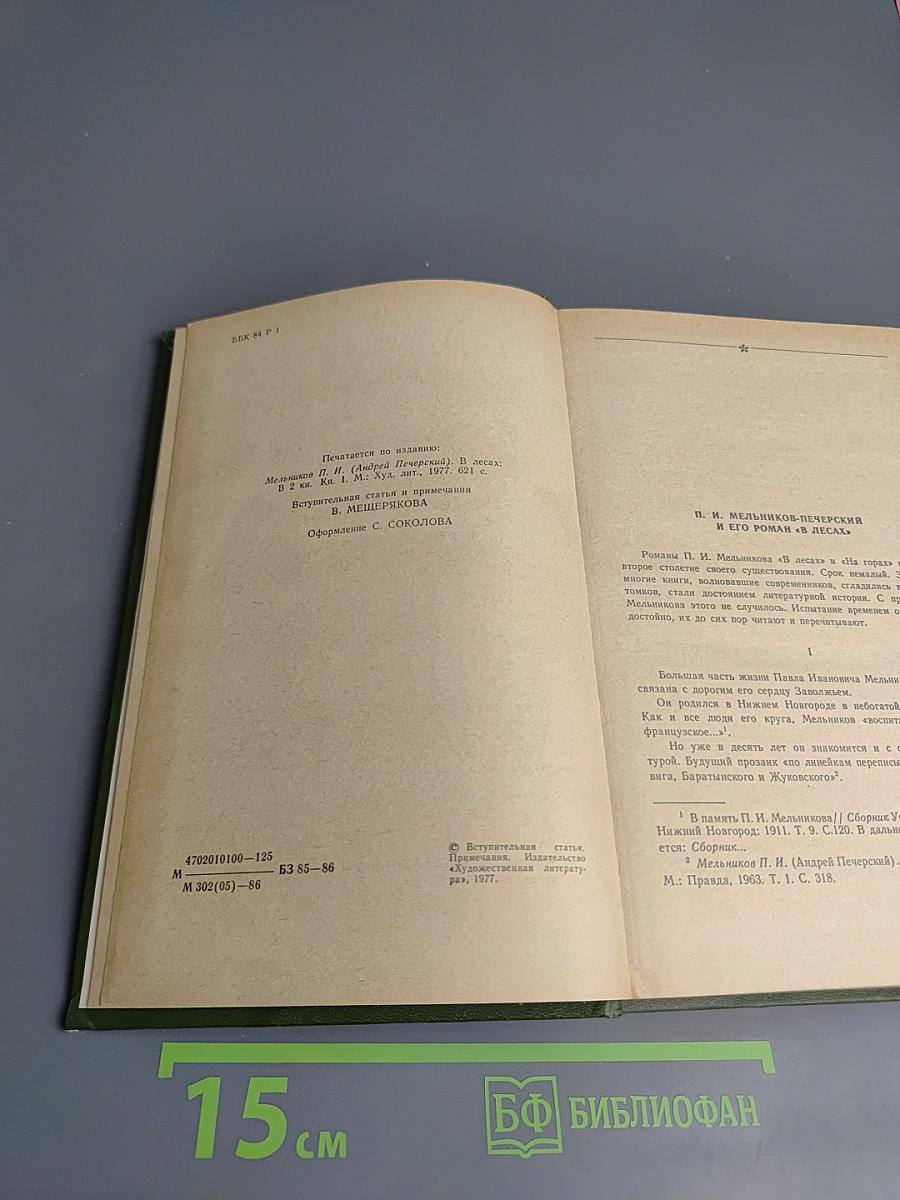 ББК 84 Р 1
Печатается по изданию:
Мельников П. И. (Андрей Печерский). В лесах:
В 2 кн. Кн. 1. М.: Худ. лит., 1977. 621 с.
Вступительная статья и примечания
В. МЕЩЕРЯКОВА
Оформление С. СОКОЛОВА
4702010100—125
М
БЗ 85—86
М 302(05)—86
© Вступительная статья.
Примечания. Издательство
«Художественная литерату-
ра», 1977.
П. И. МЕЛЬНИКОВ-ПЕЧЕРСКИЙ
И ЕГО РОМАН «В ЛЕСАХ»
Романы П. И. Мельникова «В лесах» и «На горах»
второе столетие своего существования. Срок немалый.
многие книги, волновавшие современников, сгладились
томков, стали достоянием литературной истории. С
Мельникова этого не случилось. Испытание временем
достойно, их до сих пор читают и перечитывают.
I
Большая часть жизни Павла Ивановича
связана с дорогим его сердцу Заволжьем.
Он родился в Нижнем Новгороде в небогатой
Как и все люди его круга, Мельников
французское...»¹.
Но уже в десять лет он знакомится и с
турой. Будущий прозаик «по линейкам
вига, Баратынского и Жуковского»².
¹ В память П. И. Мельникова// Сборник
Нижний Новгород: 1911. Т. 9. С.120. В
ется: Сборник...
² Мельников П. И. (Андрей Печерский).
М.: Правда, 1963. Т. 1. С. 318.
15 см
БФ БИБЛИОФАН